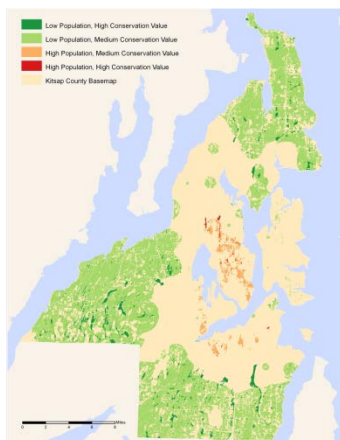 Low Population, High Conservation Value
Low Population, Medium Conservation Value
High Population, Medium Conservation Value
High Population, High Conservation Value
Kitsap County Basemap
Miles